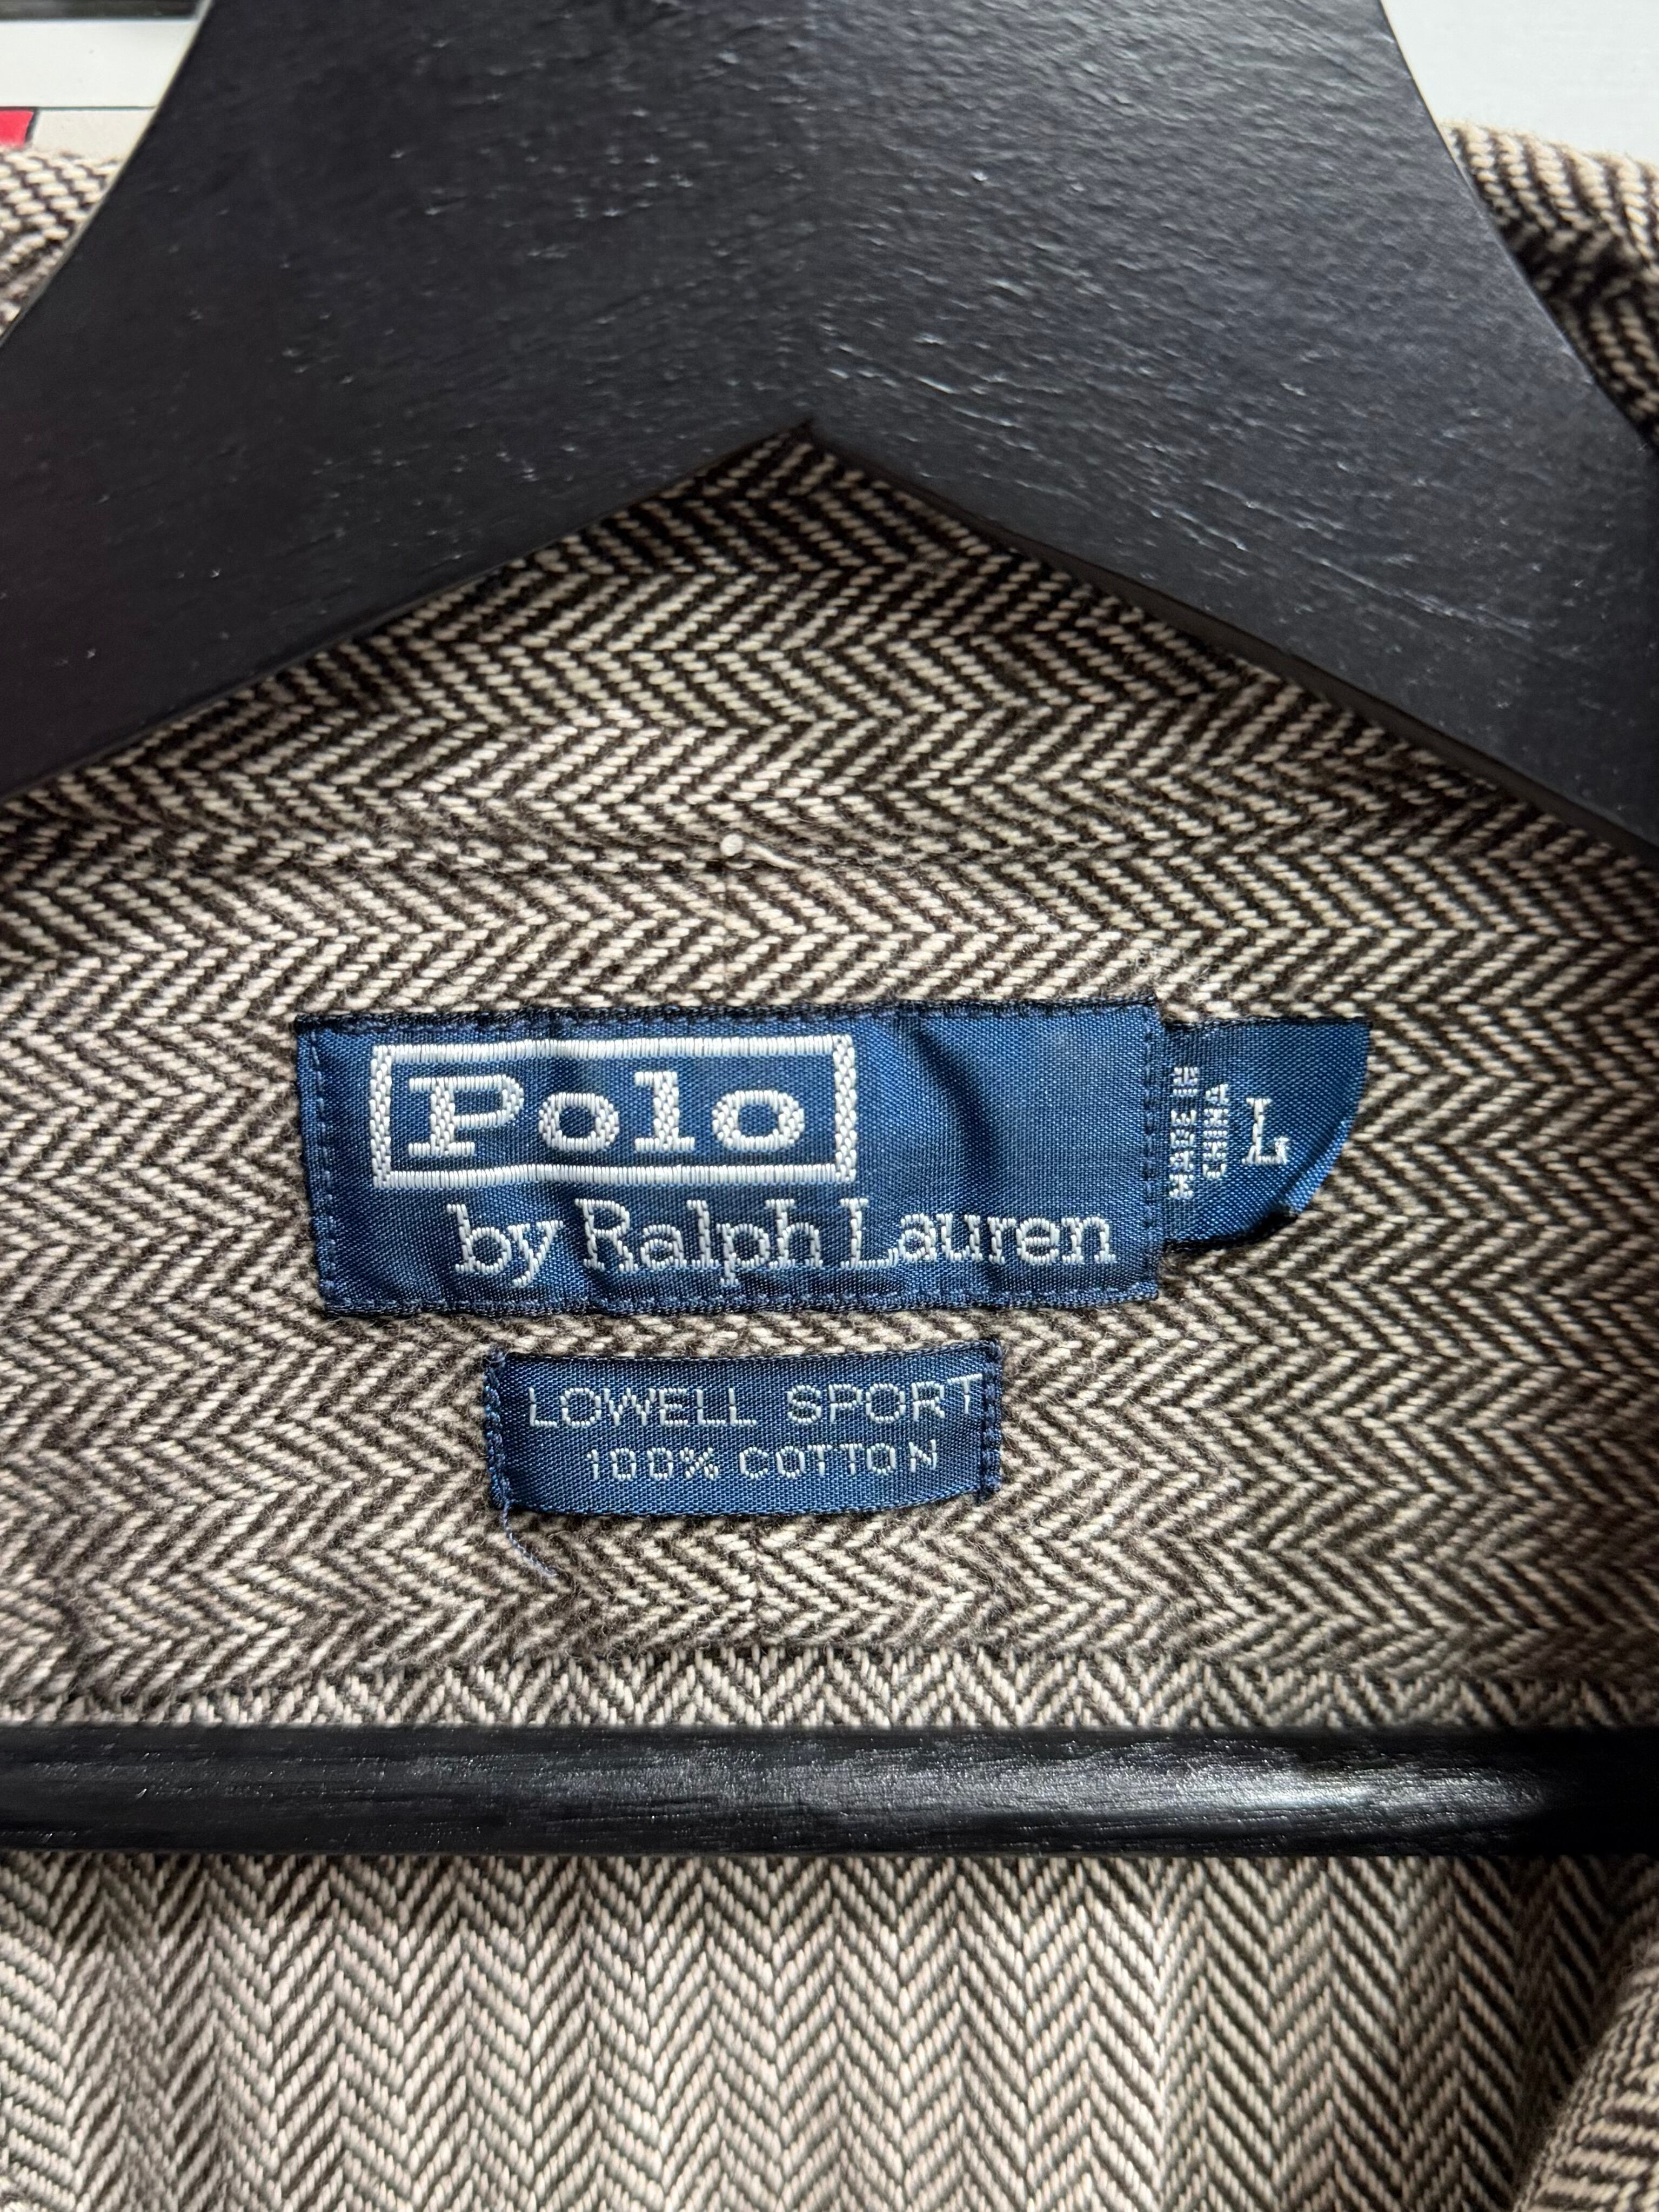 Polo
by Ralph Lauren
MADE IN
CHINA
L
LOWELL SPORT
100% COTTON